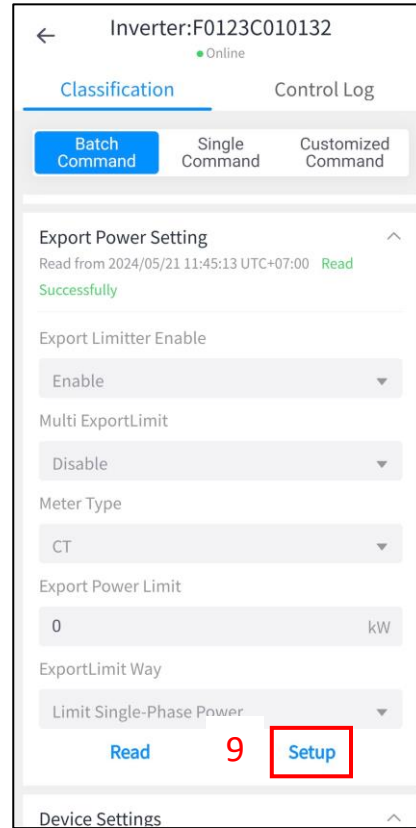 Inverter:F0123C010132
Online
Classification
Control Log
Batch Command
Single Command
Customized Command
Export Power Setting
Read from 2024/05/21 11:45:13 UTC+07:00 Read
Successfully
Export Limitter Enable
Enable
Multi ExportLimit
Disable
Meter Type
CT
Export Power Limit
0 kW
ExportLimit Way
Limit Single-Phase Power
Read 9 Setup
Device Settings